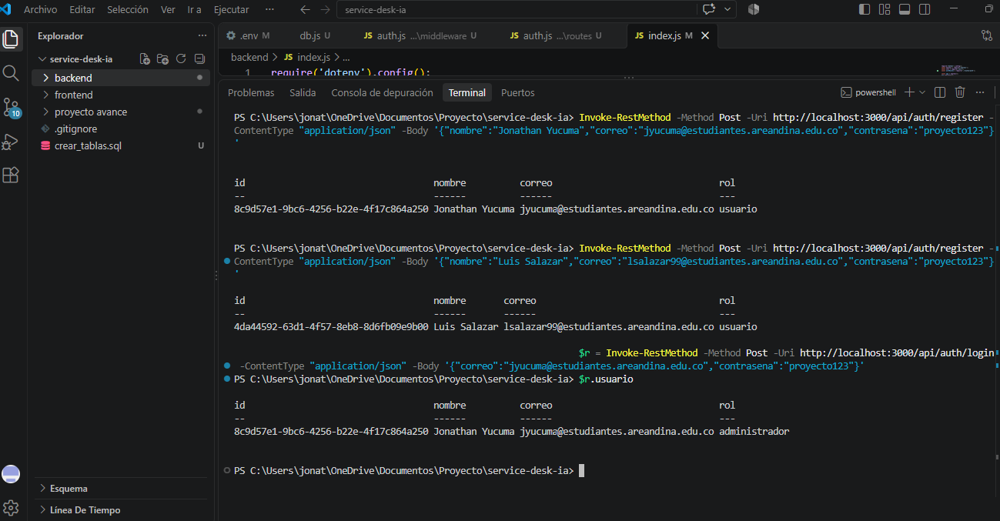 Archivo Editar Selección Ver Ir a Ejecutar ··· service-desk-ia
Explorador ···
service-desk-ia
backend
frontend
proyecto avance
.gitignore
crear_tablas.sql U
10
Esquema
Línea De Tiempo
.env M db.js U JS auth.js ...\middleware U JS auth.js ...\routes U JS index.js M
backend > JS index.js > ...
1 require('dotenv').config();
Problemas Salida Consola de depuración Terminal Puertos powershell
PS C:\Users\jonat\OneDrive\Documentos\Proyecto\service-desk-ia> Invoke-RestMethod -Method Post -Uri http://localhost:3000/api/auth/register -
ContentType "application/json" -Body '{"nombre":"Jonathan Yucuma","correo":"jyucuma@estudiantes.areandina.edu.co","contrasena":"proyecto123"}
'
id nombre correo rol
-- ------ ------ ---
8c9d57e1-9bc6-4256-b22e-4f17c864a250 Jonathan Yucuma jyucuma@estudiantes.areandina.edu.co usuario
PS C:\Users\jonat\OneDrive\Documentos\Proyecto\service-desk-ia> Invoke-RestMethod -Method Post -Uri http://localhost:3000/api/auth/register -
ContentType "application/json" -Body '{"nombre":"Luis Salazar","correo":"lsalazar99@estudiantes.areandina.edu.co","contrasena":"proyecto123"}
'
id nombre correo rol
-- ------ ------ ---
4da44592-63d1-4f57-8eb8-8d6fb09e9b00 Luis Salazar lsalazar99@estudiantes.areandina.edu.co usuario
$r = Invoke-RestMethod -Method Post -Uri http://localhost:3000/api/auth/login
-ContentType "application/json" -Body '{"correo":"jyucuma@estudiantes.areandina.edu.co","contrasena":"proyecto123"}'
PS C:\Users\jonat\OneDrive\Documentos\Proyecto\service-desk-ia> $r.usuario
id nombre correo rol
-- ------ ------ ---
8c9d57e1-9bc6-4256-b22e-4f17c864a250 Jonathan Yucuma jyucuma@estudiantes.areandina.edu.co administrador
PS C:\Users\jonat\OneDrive\Documentos\Proyecto\service-desk-ia>